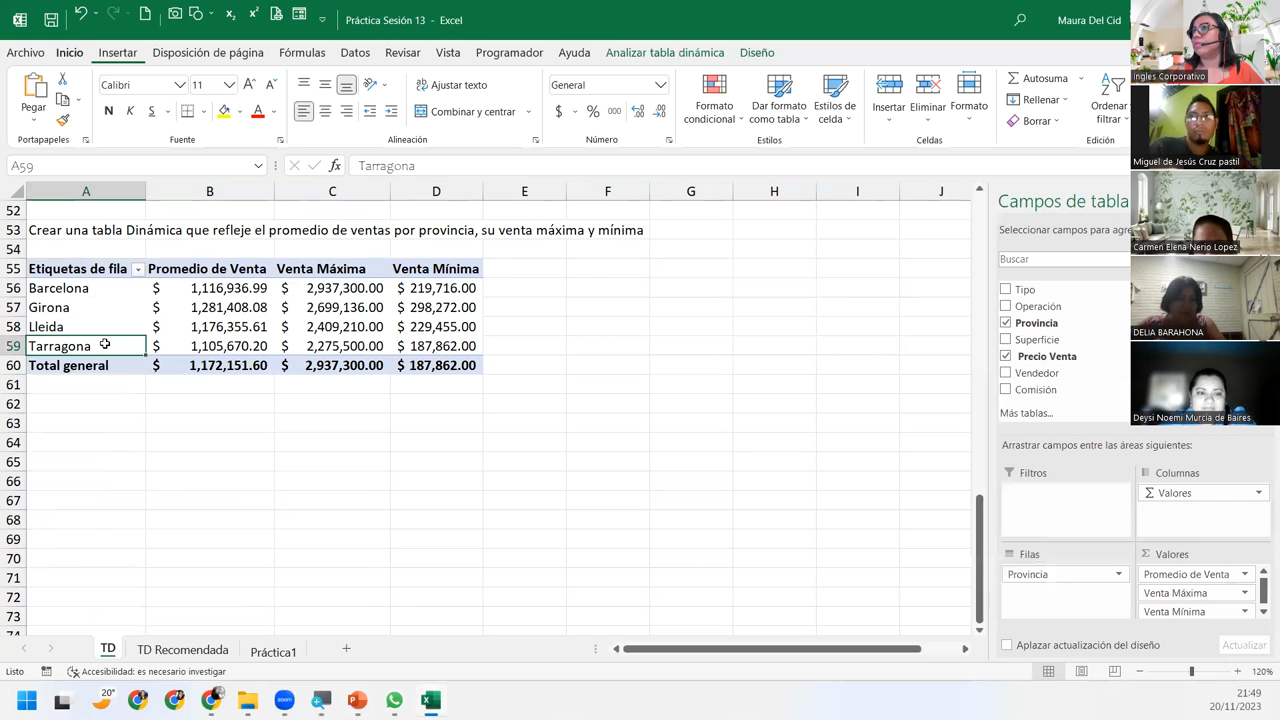 Práctica Sesión 13 - Excel
Maura Del Cid
Archivo Inicio Insertar Disposición de página Fórmulas Datos Revisar Vista Programador Ayuda Analizar tabla dinámica Diseño
Pegar
Calibri 11
Ajustar texto
Combinar y centrar
General
Formato condicional
Dar formato como tabla
Estilos de celda
Insertar
Eliminar
Formato
Autosuma
Rellenar
Borrar
Ordenar
filtrar
Portapapeles Fuente Alineación Número Estilos Celdas Edición
A59 Tarragona
A B C D E F G H I J
52
53 Crear una tabla Dinámica que refleje el promedio de ventas por provincia, su venta máxima y mínima
54
55 Etiquetas de fila Promedio de Venta Venta Máxima Venta Mínima
56 Barcelona $ 1,116,936.99 $ 2,937,300.00 $ 219,716.00
57 Girona $ 1,281,408.08 $ 2,699,136.00 $ 298,272.00
58 Lleida $ 1,176,355.61 $ 2,409,210.00 $ 229,455.00
59 Tarragona $ 1,105,670.20 $ 2,275,500.00 $ 187,862.00
60 Total general $ 1,172,151.60 $ 2,937,300.00 $ 187,862.00
61
62
63
64
65
66
67
68
69
70
71
72
73
74
Campos de tabla
Seleccionar campos para agre
Buscar
Tipo
Operación
Provincia
Superficie
Precio Venta
Vendedor
Comisión
Más tablas...
Arrastrar campos entre las áreas siguientes:
Filtros
Columnas
Valores
Filas
Valores
Provincia
Promedio de Venta
Venta Máxima
Venta Mínima
Aplazar actualización del diseño
Actualizar
Ingles Corporativo
Miguel de Jesús Cruz pastil
Carmen Elena Nerio Lopez
DELIA BARAHONA
Deysi Noemi Murcia de Baires
TD TD Recomendada Práctica1
Listo Accesibilidad: es necesario investigar
120%
20°
zoom
21:49
20/11/2023